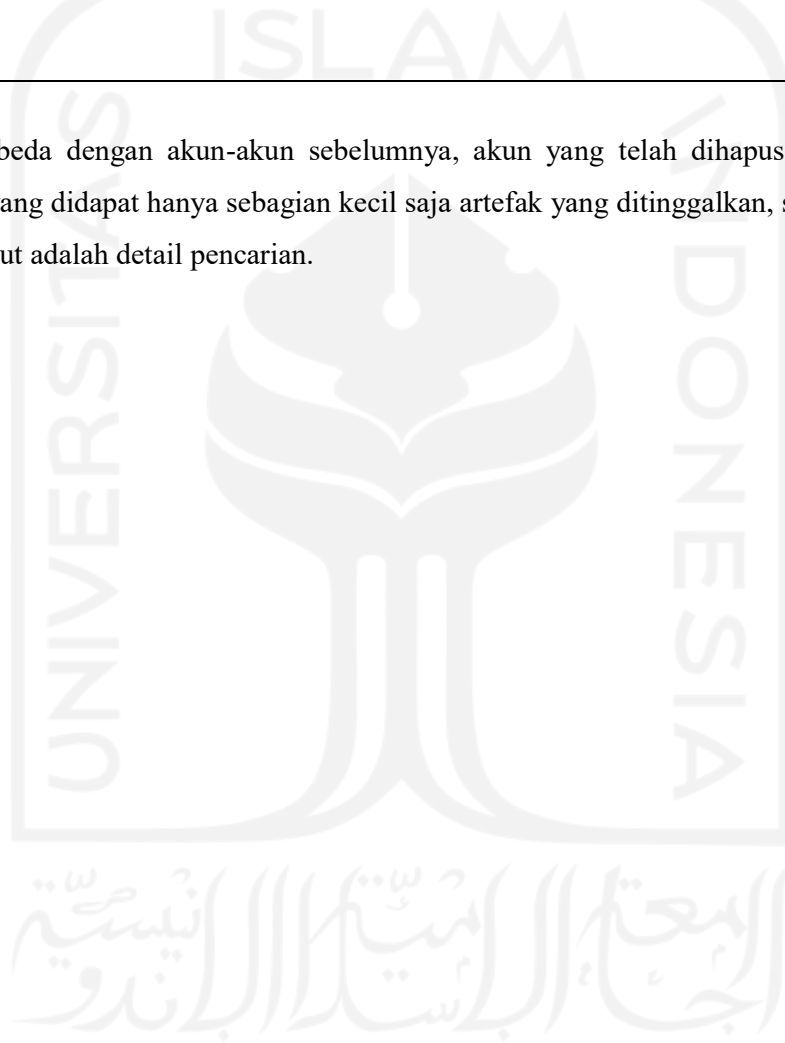 ISLAM
beda dengan akun-akun sebelumnya, akun yang telah dihapus
ang didapat hanya sebagian kecil saja artefak yang ditinggalkan, s
ut adalah detail pencarian.
UNIVERSITAS
INDONESIA